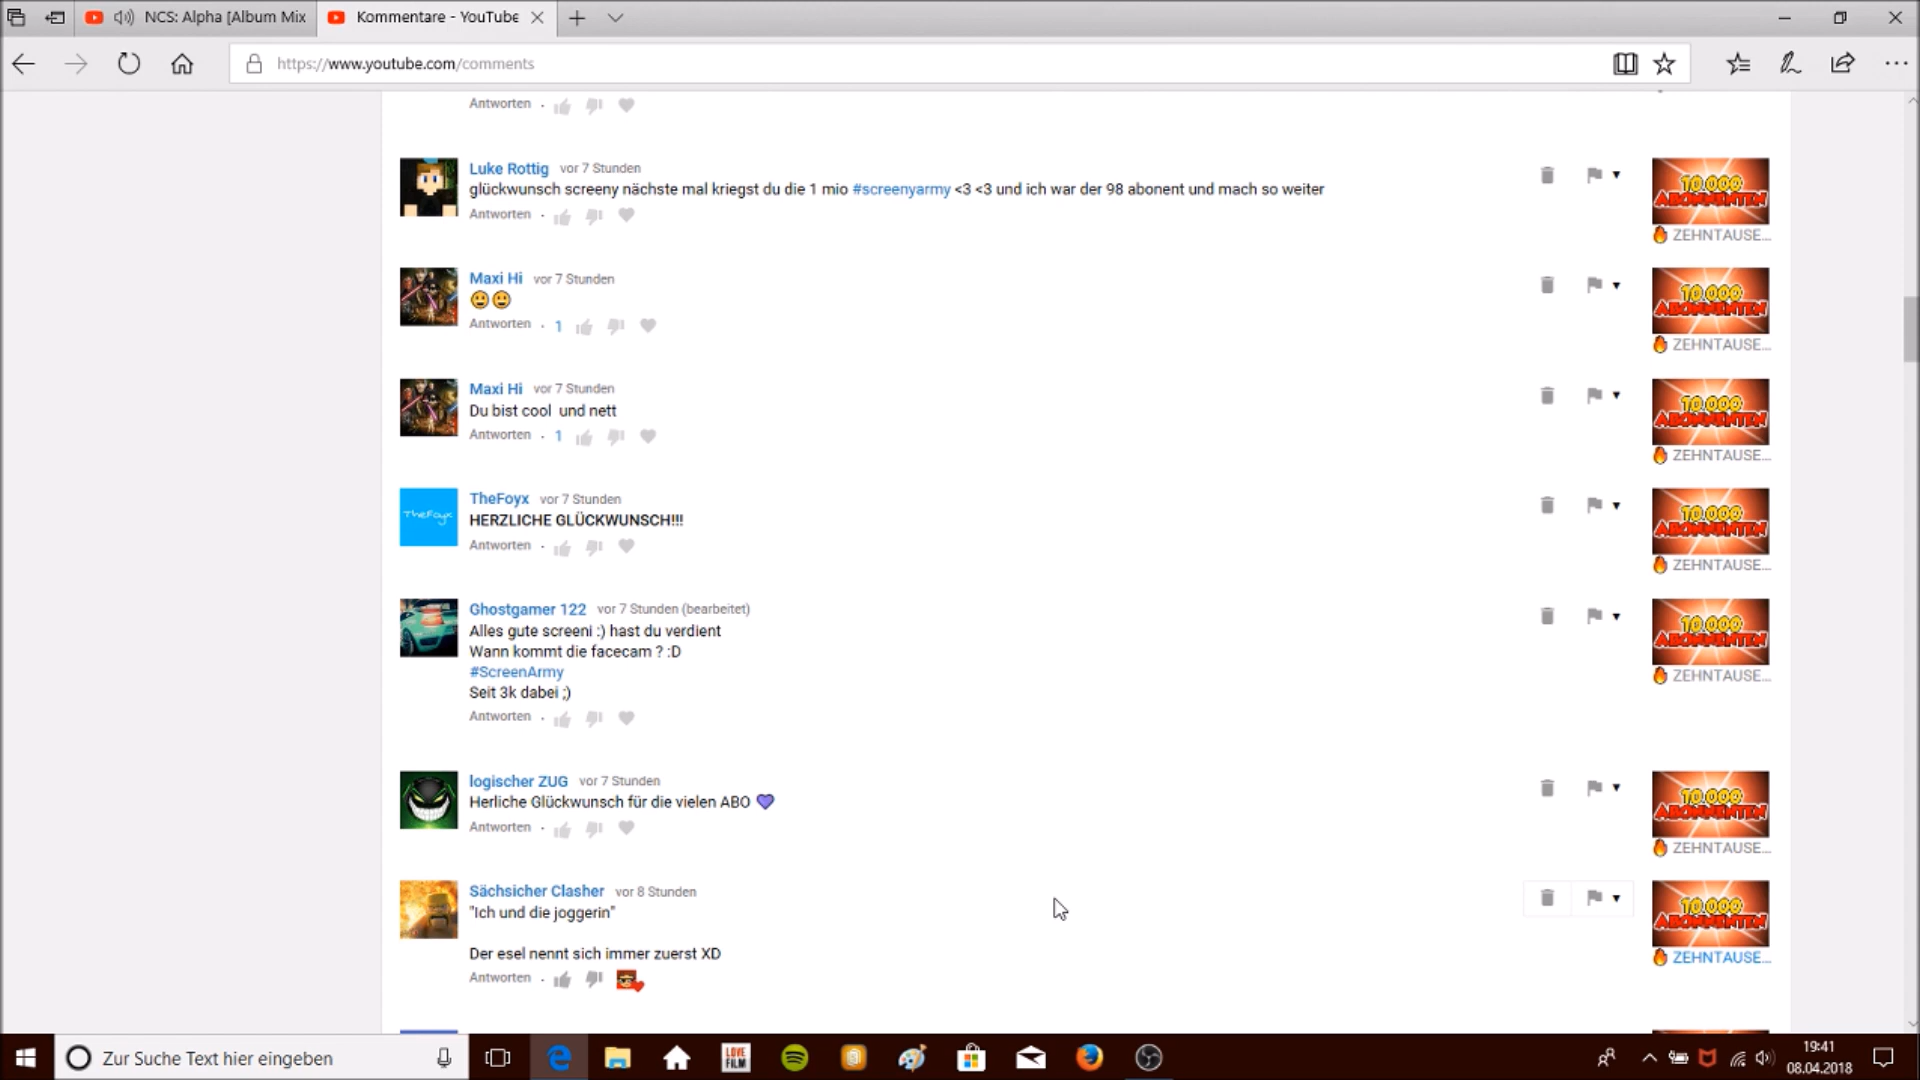 NCS: Alpha [Album Mix
Kommentare - YouTube
https://www.youtube.com/comments
Antworten
Luke Rottig vor 7 Stunden
glückwunsch screeny nächste mal kriegst du die 1 mio #screenyarmy <3 <3 und ich war der 98 abonent und mach so weiter
Antworten
10.000
ABONNENTEN
ZEHNTAUSE...
Maxi Hi vor 7 Stunden
Antworten · 1
10.000
ABONNENTEN
ZEHNTAUSE...
Maxi Hi vor 7 Stunden
Du bist cool und nett
Antworten · 1
10.000
ABONNENTEN
ZEHNTAUSE...
TheFoyx
TheFoyx vor 7 Stunden
HERZLICHE GLÜCKWUNSCH!!!
Antworten
10.000
ABONNENTEN
ZEHNTAUSE...
Ghostgamer 122 vor 7 Stunden (bearbeitet)
Alles gute screeni :) hast du verdient
Wann kommt die facecam ? :D
#ScreenArmy
Seit 3k dabei ;)
Antworten
10.000
ABONNENTEN
ZEHNTAUSE...
logischer ZUG vor 7 Stunden
Herliche Glückwunsch für die vielen ABO 💜
Antworten
10.000
ABONNENTEN
ZEHNTAUSE...
Sächsicher Clasher vor 8 Stunden
"Ich und die joggerin"
Der esel nennt sich immer zuerst XD
Antworten
10.000
ABONNENTEN
ZEHNTAUSE...
Zur Suche Text hier eingeben
LOVE
FILM
19:41
08.04.2018